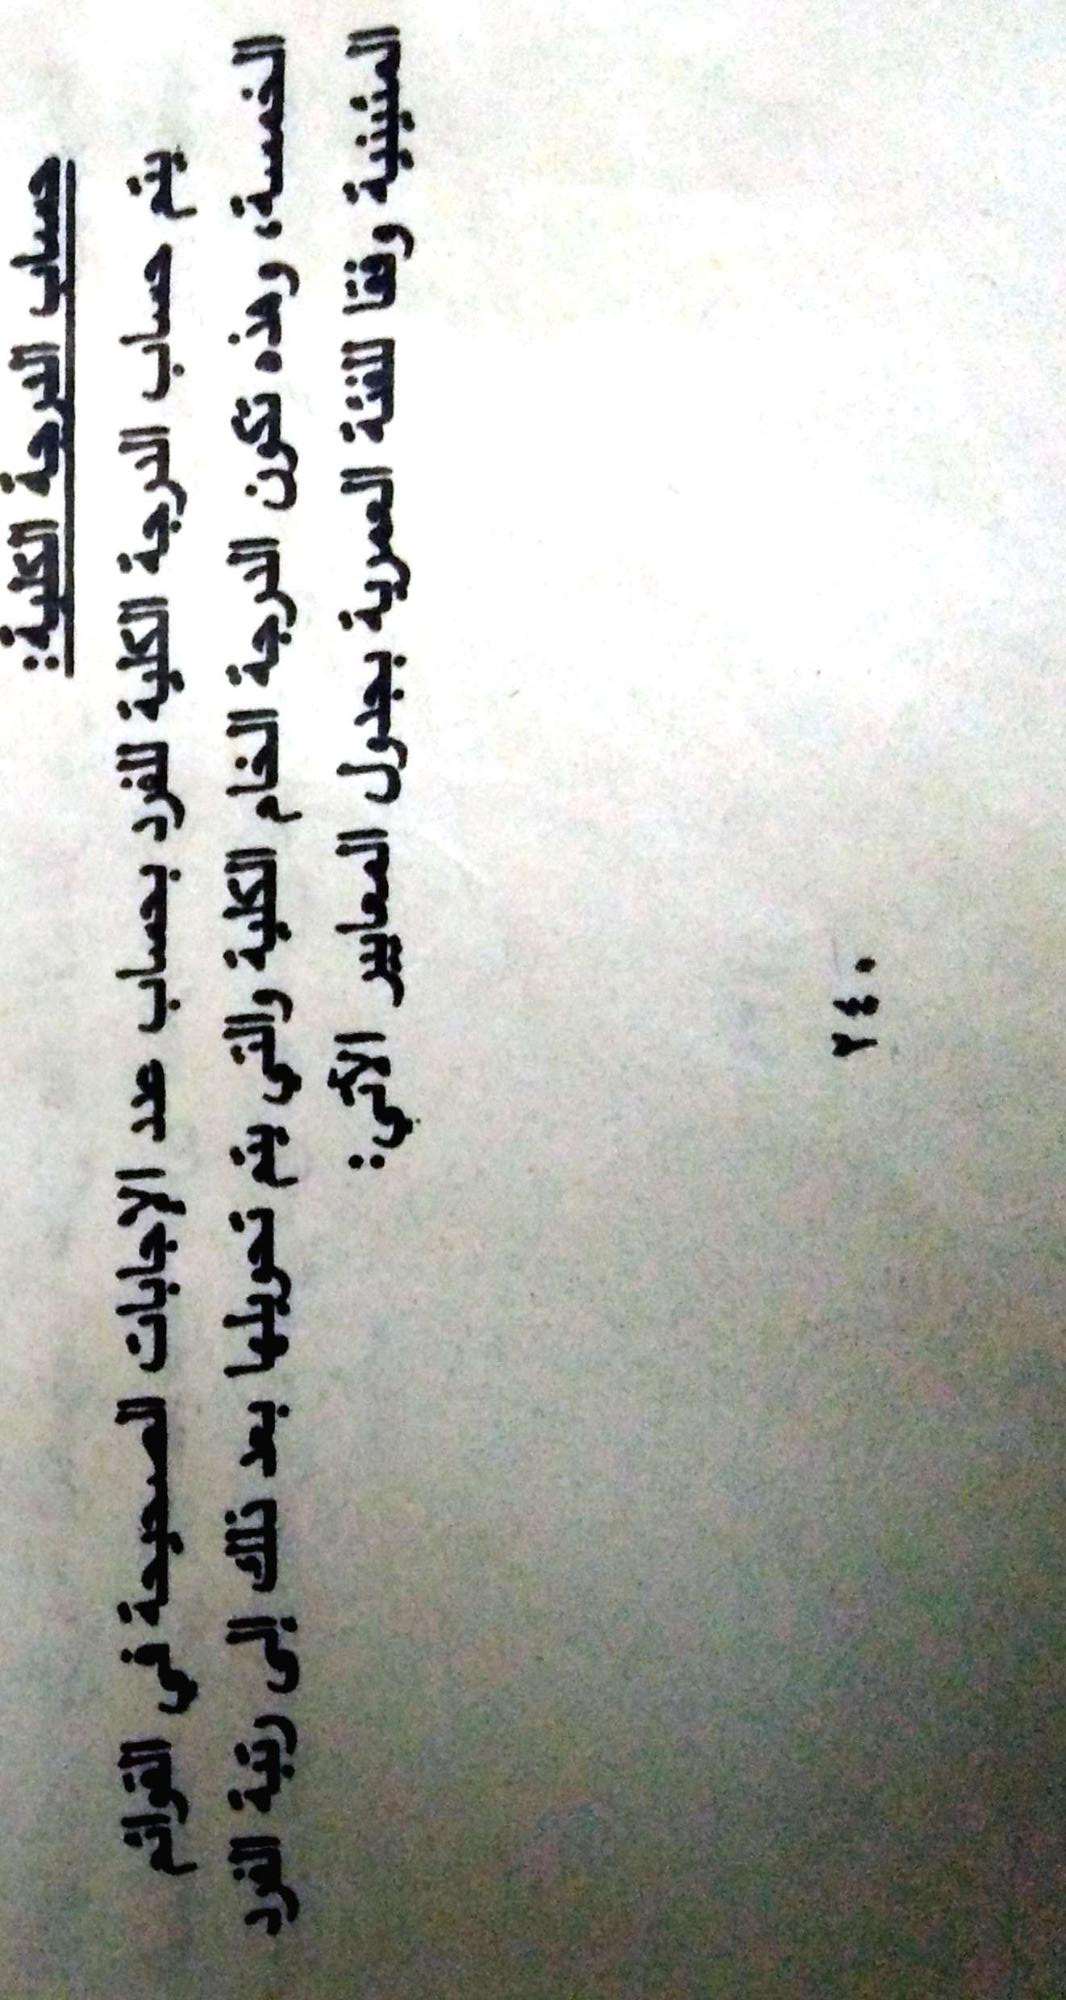 حساب الدرجة الكلية:
يتم حساب الدرجة الكلية للفرد بحساب عدد الإجابات الصحيحة في القوائم
الخمسة، وهذه تكون الدرجة الخام الكلية والتي يتم تحويلها بعد ذلك إلى رتبة الفرد
المئينية وفقا للفئة العمرية بجدول المعايير الآتي:
٢٤٠